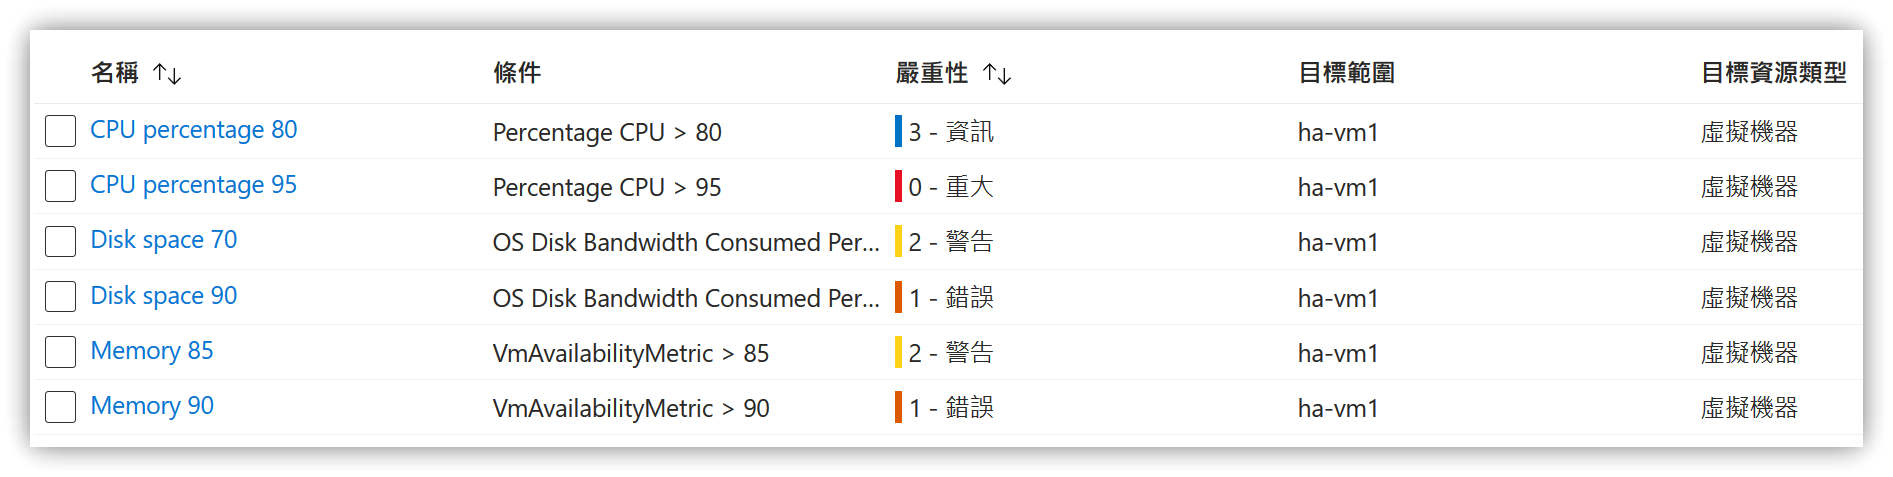 名稱 ↑↓ 條件 嚴重性 ↑↓ 目標範圍 目標資源類型
CPU percentage 80 Percentage CPU > 80 3 - 資訊 ha-vm1 虛擬機器
CPU percentage 95 Percentage CPU > 95 0 - 重大 ha-vm1 虛擬機器
Disk space 70 OS Disk Bandwidth Consumed Per... 2 - 警告 ha-vm1 虛擬機器
Disk space 90 OS Disk Bandwidth Consumed Per... 1 - 錯誤 ha-vm1 虛擬機器
Memory 85 VmAvailabilityMetric > 85 2 - 警告 ha-vm1 虛擬機器
Memory 90 VmAvailabilityMetric > 90 1 - 錯誤 ha-vm1 虛擬機器